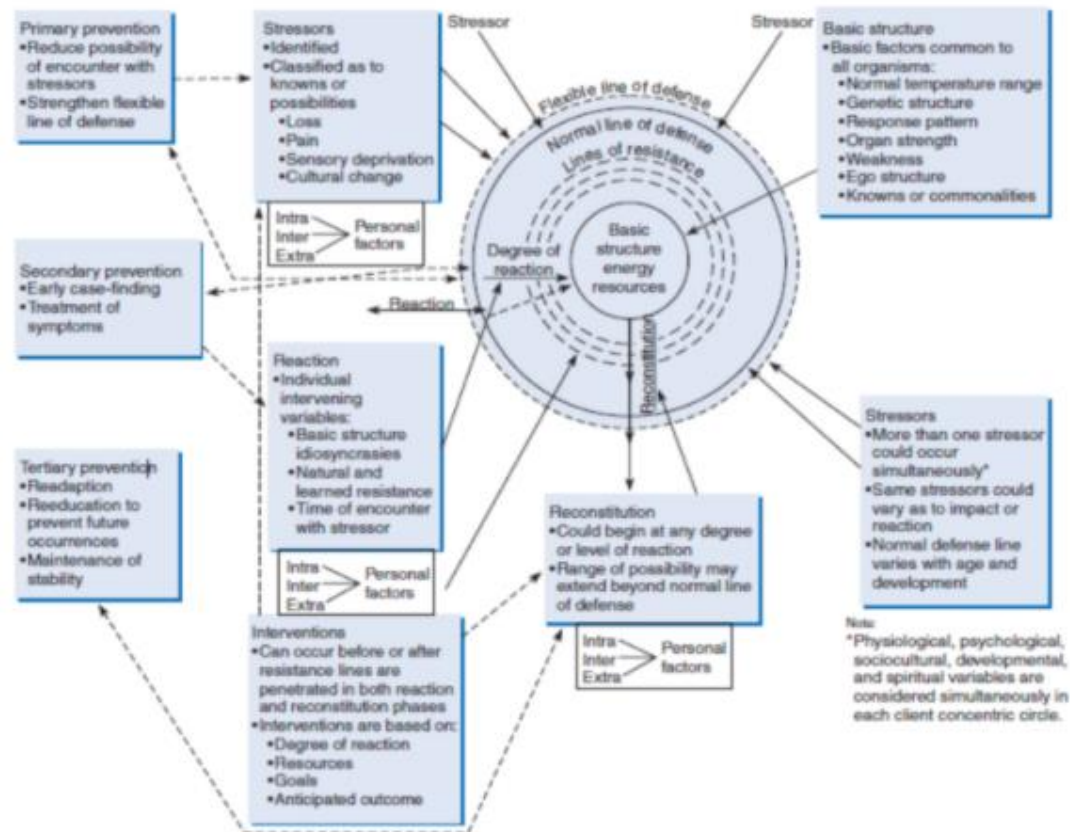 Primary prevention
•Reduce possibility
of encounter with
stressors
•Strengthen flexible
line of defense
Stressors
•Identified
•Classified as to
knowns or
possibilities
•Loss
•Pain
•Sensory deprivation
•Cultural change
Intra
Inter
Extra
Personal
factors
Stressor
Stressor
Basic structure
•Basic factors common to
all organisms:
•Normal temperature range
•Genetic structure
•Response pattern
•Organ strength
•Weakness
•Ego structure
•Knowns or commonalities
Flexible line of defense
Normal line of defense
Lines of resistance
Basic
structure
energy
resources
Degree of
reaction
Reaction
Reconstitution
Secondary prevention
•Early case-finding
•Treatment of
symptoms
Reaction
•Individual
intervening
variables:
•Basic structure
idiosyncrasies
•Natural and
learned resistance
•Time of encounter
with stressor
Intra
Inter
Extra
Personal
factors
Tertiary prevention
•Readaption
•Reeducation to
prevent future
occurrences
•Maintenance of
stability
Interventions
•Can occur before or after
resistance lines are
penetrated in both reaction
and reconstitution phases
•Interventions are based on:
•Degree of reaction
•Resources
•Goals
•Anticipated outcome
Reconstitution
•Could begin at any degree
or level of reaction
•Range of possibility may
extend beyond normal line
of defense
Intra
Inter
Extra
Personal
factors
Stressors
•More than one stressor
could occur
simultaneously*
•Same stressors could
vary as to impact or
reaction
•Normal defense line
varies with age and
development
Note:
*Physiological, psychological,
sociocultural, developmental,
and spiritual variables are
considered simultaneously in
each client concentric circle.